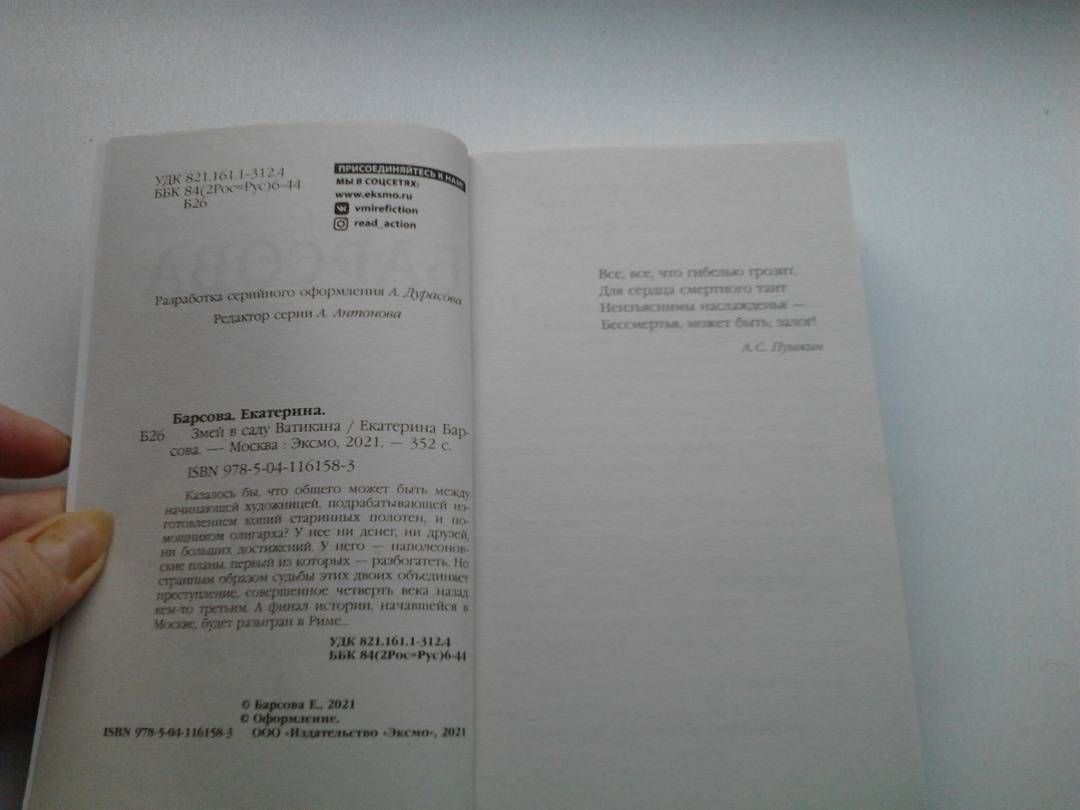 УДК 821.161.1-312.4
ББК 84(2Рос=Рус)6-44
Б26
ПРИСОЕДИНЯЙТЕСЬ К НАМ!
МЫ В СОЦСЕТЯХ:
www.eksmo.ru
vmirefiction
read_action
Разработка серийного оформления А. Дурасова
Редактор серии А. Антонова
Барсова, Екатерина.
Б26 Змей в саду Ватикана / Екатерина Бар-
сова. — Москва : Эксмо, 2021. — 352 с.
ISBN 978-5-04-116158-3
Казалось бы, что общего может быть между
начинающей художницей, подрабатывающей из-
готовлением копий старинных полотен, и по-
мощником олигарха? У нее ни денег, ни друзей,
ни больших достижений. У него — наполеонов-
ские планы, первый из которых — разбогатеть. Но
странным образом судьбы этих двоих объединяет
преступление, совершенное четверть века назад
кем-то третьим. А финал истории, начавшейся в
Москве, будет разыгран в Риме...
УДК 821.161.1-312.4
ББК 84(2Рос=Рус)6-44
© Барсова Е., 2021
© Оформление.
ISBN 978-5-04-116158-3 ООО «Издательство «Эксмо», 2021
Все, все, что гибелью грозит,
Для сердца смертного таит
Неизъяснимы наслажденья —
Бессмертья, может быть, залог!
А. С. Пушкин
БАРСОВА